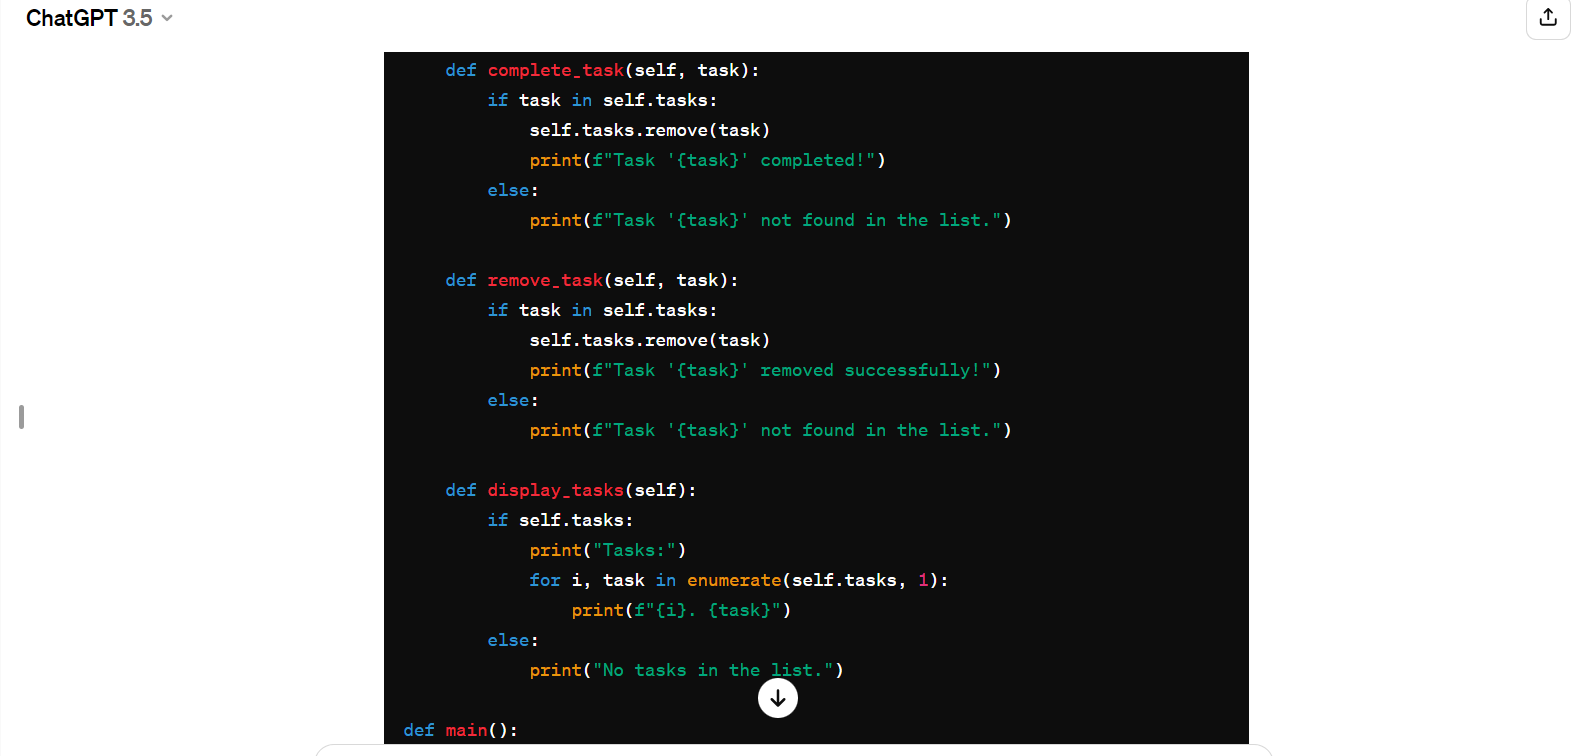 ChatGPT 3.5
def complete_task(self, task):
if task in self.tasks:
self.tasks.remove(task)
print(f"Task '{task}' completed!")
else:
print(f"Task '{task}' not found in the list.")
def remove_task(self, task):
if task in self.tasks:
self.tasks.remove(task)
print(f"Task '{task}' removed successfully!")
else:
print(f"Task '{task}' not found in the list.")
def display_tasks(self):
if self.tasks:
print("Tasks:")
for i, task in enumerate(self.tasks, 1):
print(f"{i}. {task}")
else:
print("No tasks in the list.")
def main():